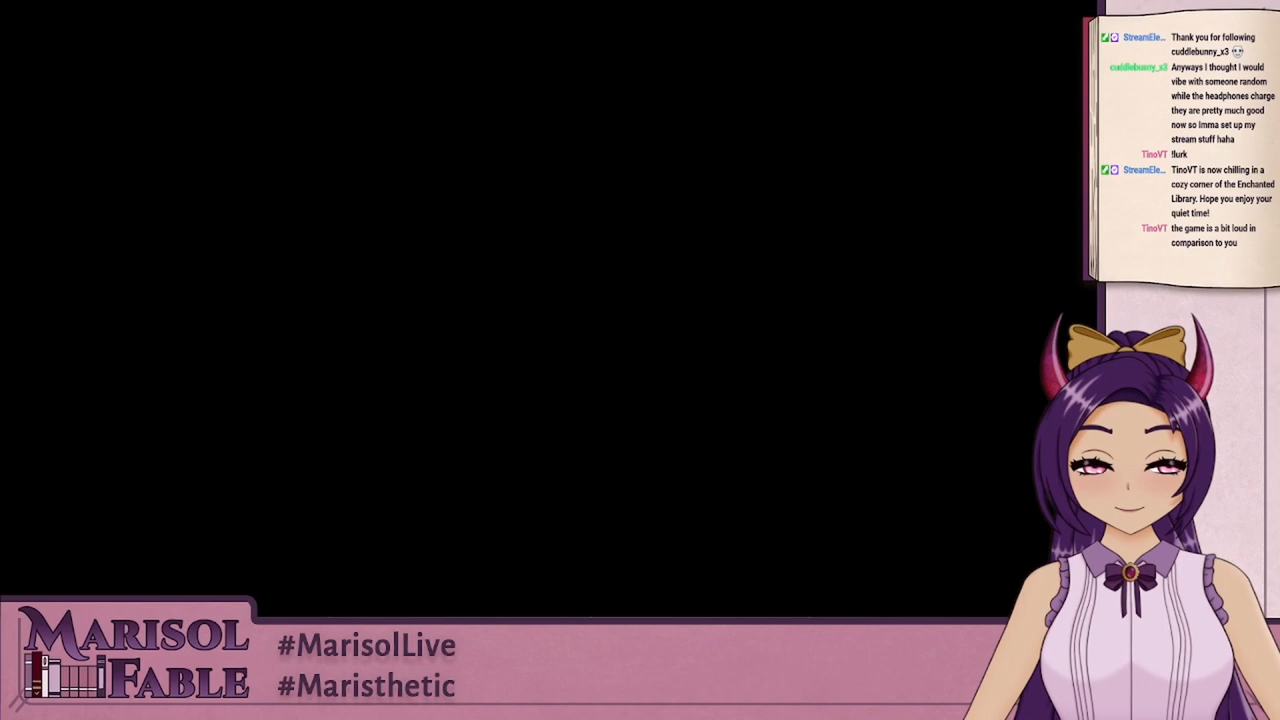 StreamEle... Thank you for following
cuddlebunny_x3
cuddlebunny_x3 Anyways I thought I would
vibe with someone random
while the headphones charge
they are pretty much good
now so Imma set up my
stream stuff haha
TinoVT !lurk
StreamEle... TinoVT is now chilling in a
cozy corner of the Enchanted
Library. Hope you enjoy your
quiet time!
TinoVT the game is a bit loud in
comparison to you
MARISOL
FABLE
#MarisolLive
#Maristhetic